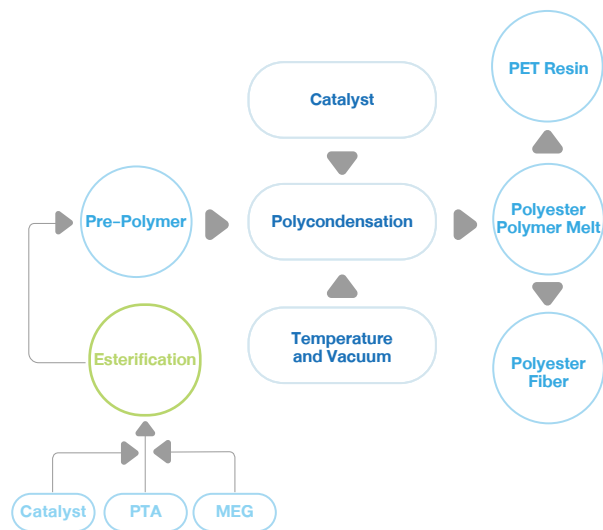 PET Resin
Catalyst
Pre-Polymer
Polycondensation
Polyester
Polymer Melt
Esterification
Temperature
and Vacuum
Polyester
Fiber
Catalyst
PTA
MEG